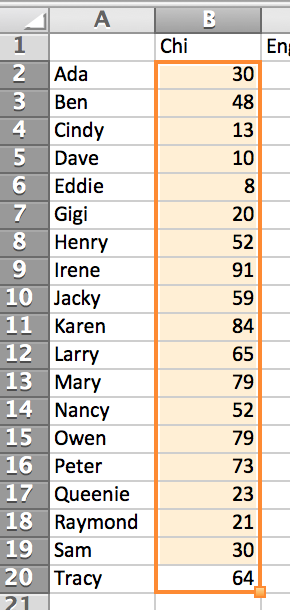 A B
1 Chi Eng
2 Ada 30
3 Ben 48
4 Cindy 13
5 Dave 10
6 Eddie 8
7 Gigi 20
8 Henry 52
9 Irene 91
10 Jacky 59
11 Karen 84
12 Larry 65
13 Mary 79
14 Nancy 52
15 Owen 79
16 Peter 73
17 Queenie 23
18 Raymond 21
19 Sam 30
20 Tracy 64
21